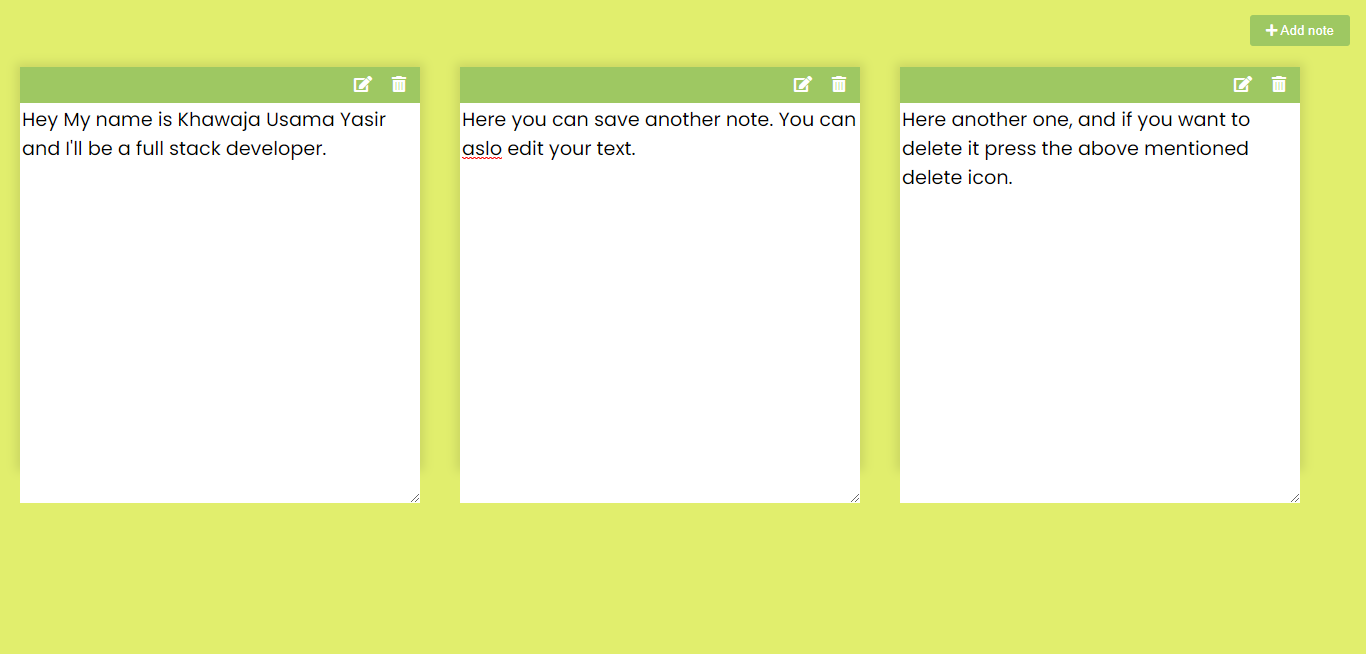 Add note
Hey My name is Khawaja Usama Yasir
and I'll be a full stack developer.
Here you can save another note. You can
aslo edit your text.
Here another one, and if you want to
delete it press the above mentioned
delete icon.